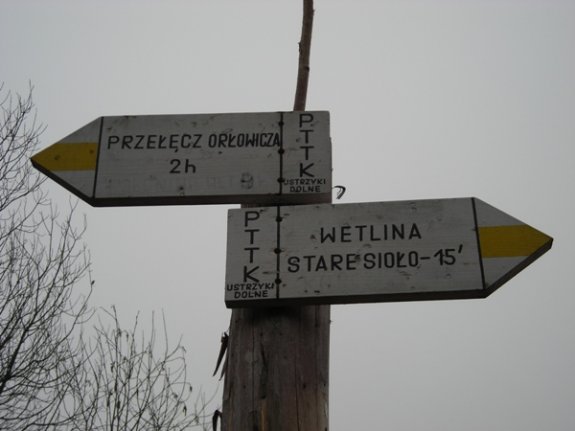 PRZEŁĘCZ ORŁOWICZA
2h
PTTK
USTRZYKI
DOLNE
PTTK
USTRZYKI
DOLNE
WETLINA
STARE SIOŁO-15'